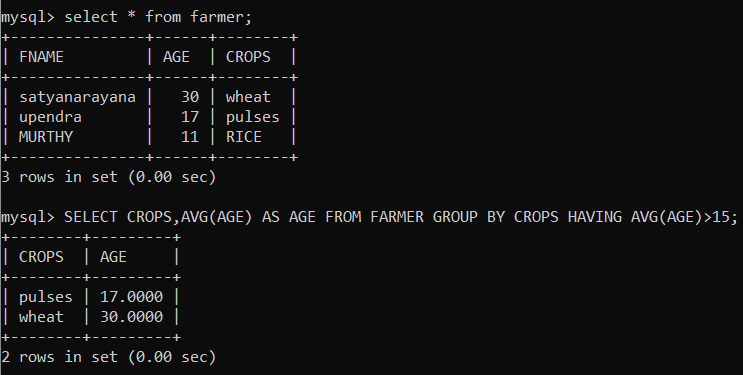 mysql> select * from farmer;
+---------------+------+--------+
| FNAME         | AGE  | CROPS  |
+---------------+------+--------+
| satyanarayana |   30 | wheat  |
| upendra       |   17 | pulses |
| MURTHY        |   11 | RICE   |
+---------------+------+--------+
3 rows in set (0.00 sec)

mysql> SELECT CROPS,AVG(AGE) AS AGE FROM FARMER GROUP BY CROPS HAVING AVG(AGE)>15;
+--------+---------+
| CROPS  | AGE     |
+--------+---------+
| pulses | 17.0000 |
| wheat  | 30.0000 |
+--------+---------+
2 rows in set (0.00 sec)